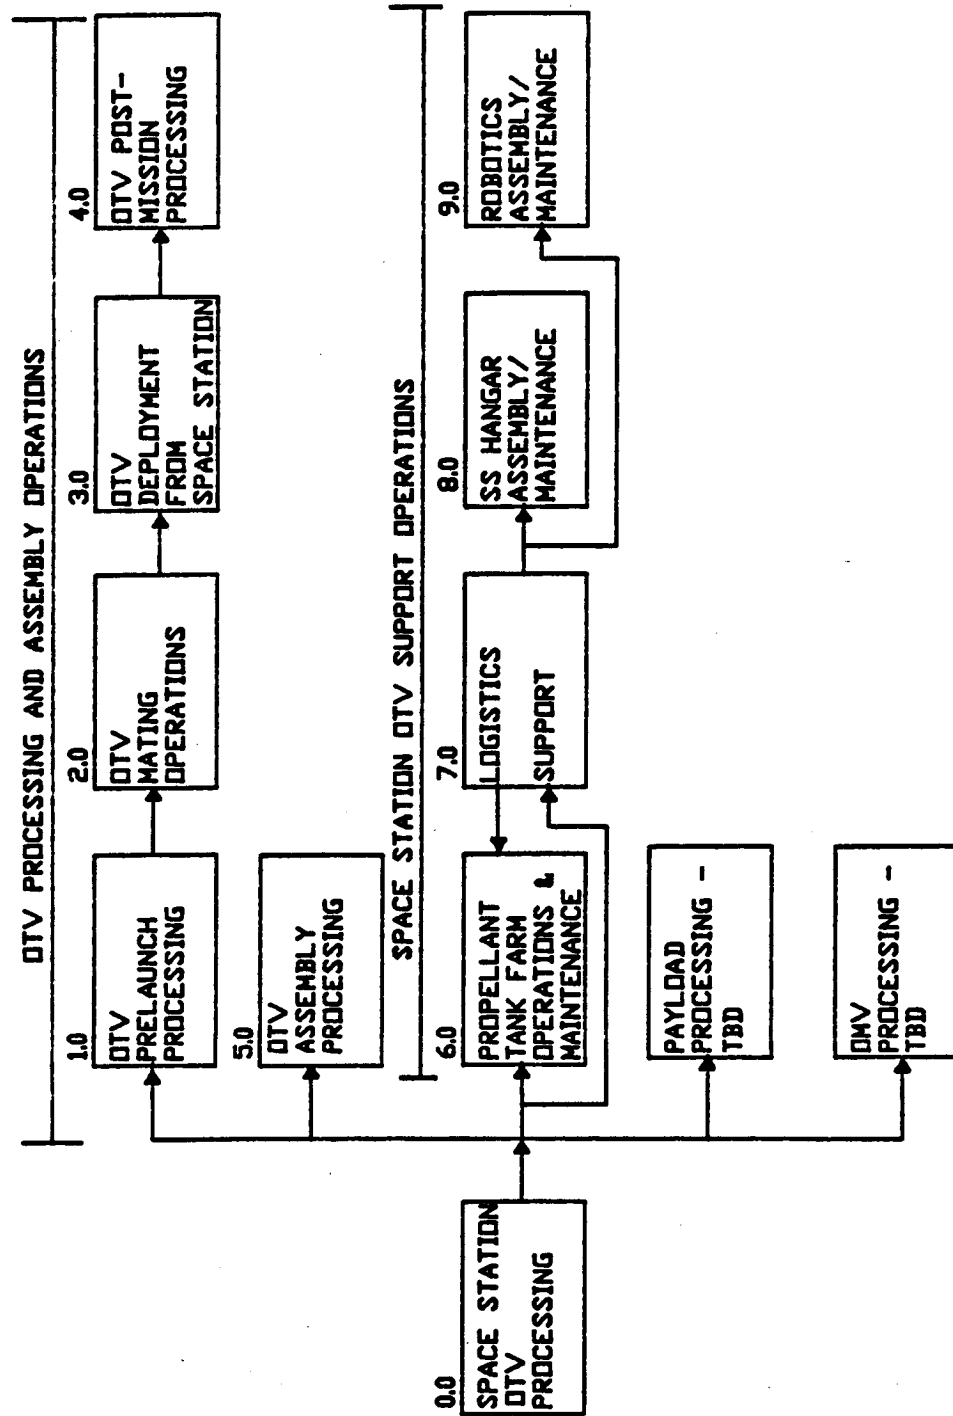 OTV PROCESSING AND ASSEMBLY OPERATIONS
1.0
OTV
PRELAUNCH
PROCESSING
2.0
OTV
MATING
OPERATIONS
3.0
OTV
DEPLOYMENT
FROM
SPACE STATION
4.0
OTV POST-
MISSION
PROCESSING
5.0
OTV
ASSEMBLY
PROCESSING
SPACE STATION OTV SUPPORT OPERATIONS
0.0
SPACE STATION
OTV
PROCESSING
6.0
PROPELLANT
TANK FARM
OPERATIONS &
MAINTENANCE
7.0
LOGISTICS
SUPPORT
8.0
SS HANGAR
ASSEMBLY/
MAINTENANCE
9.0
ROBOTICS
ASSEMBLY/
MAINTENANCE
PAYLOAD
PROCESSING -
TBD
OMV
PROCESSING -
TBD